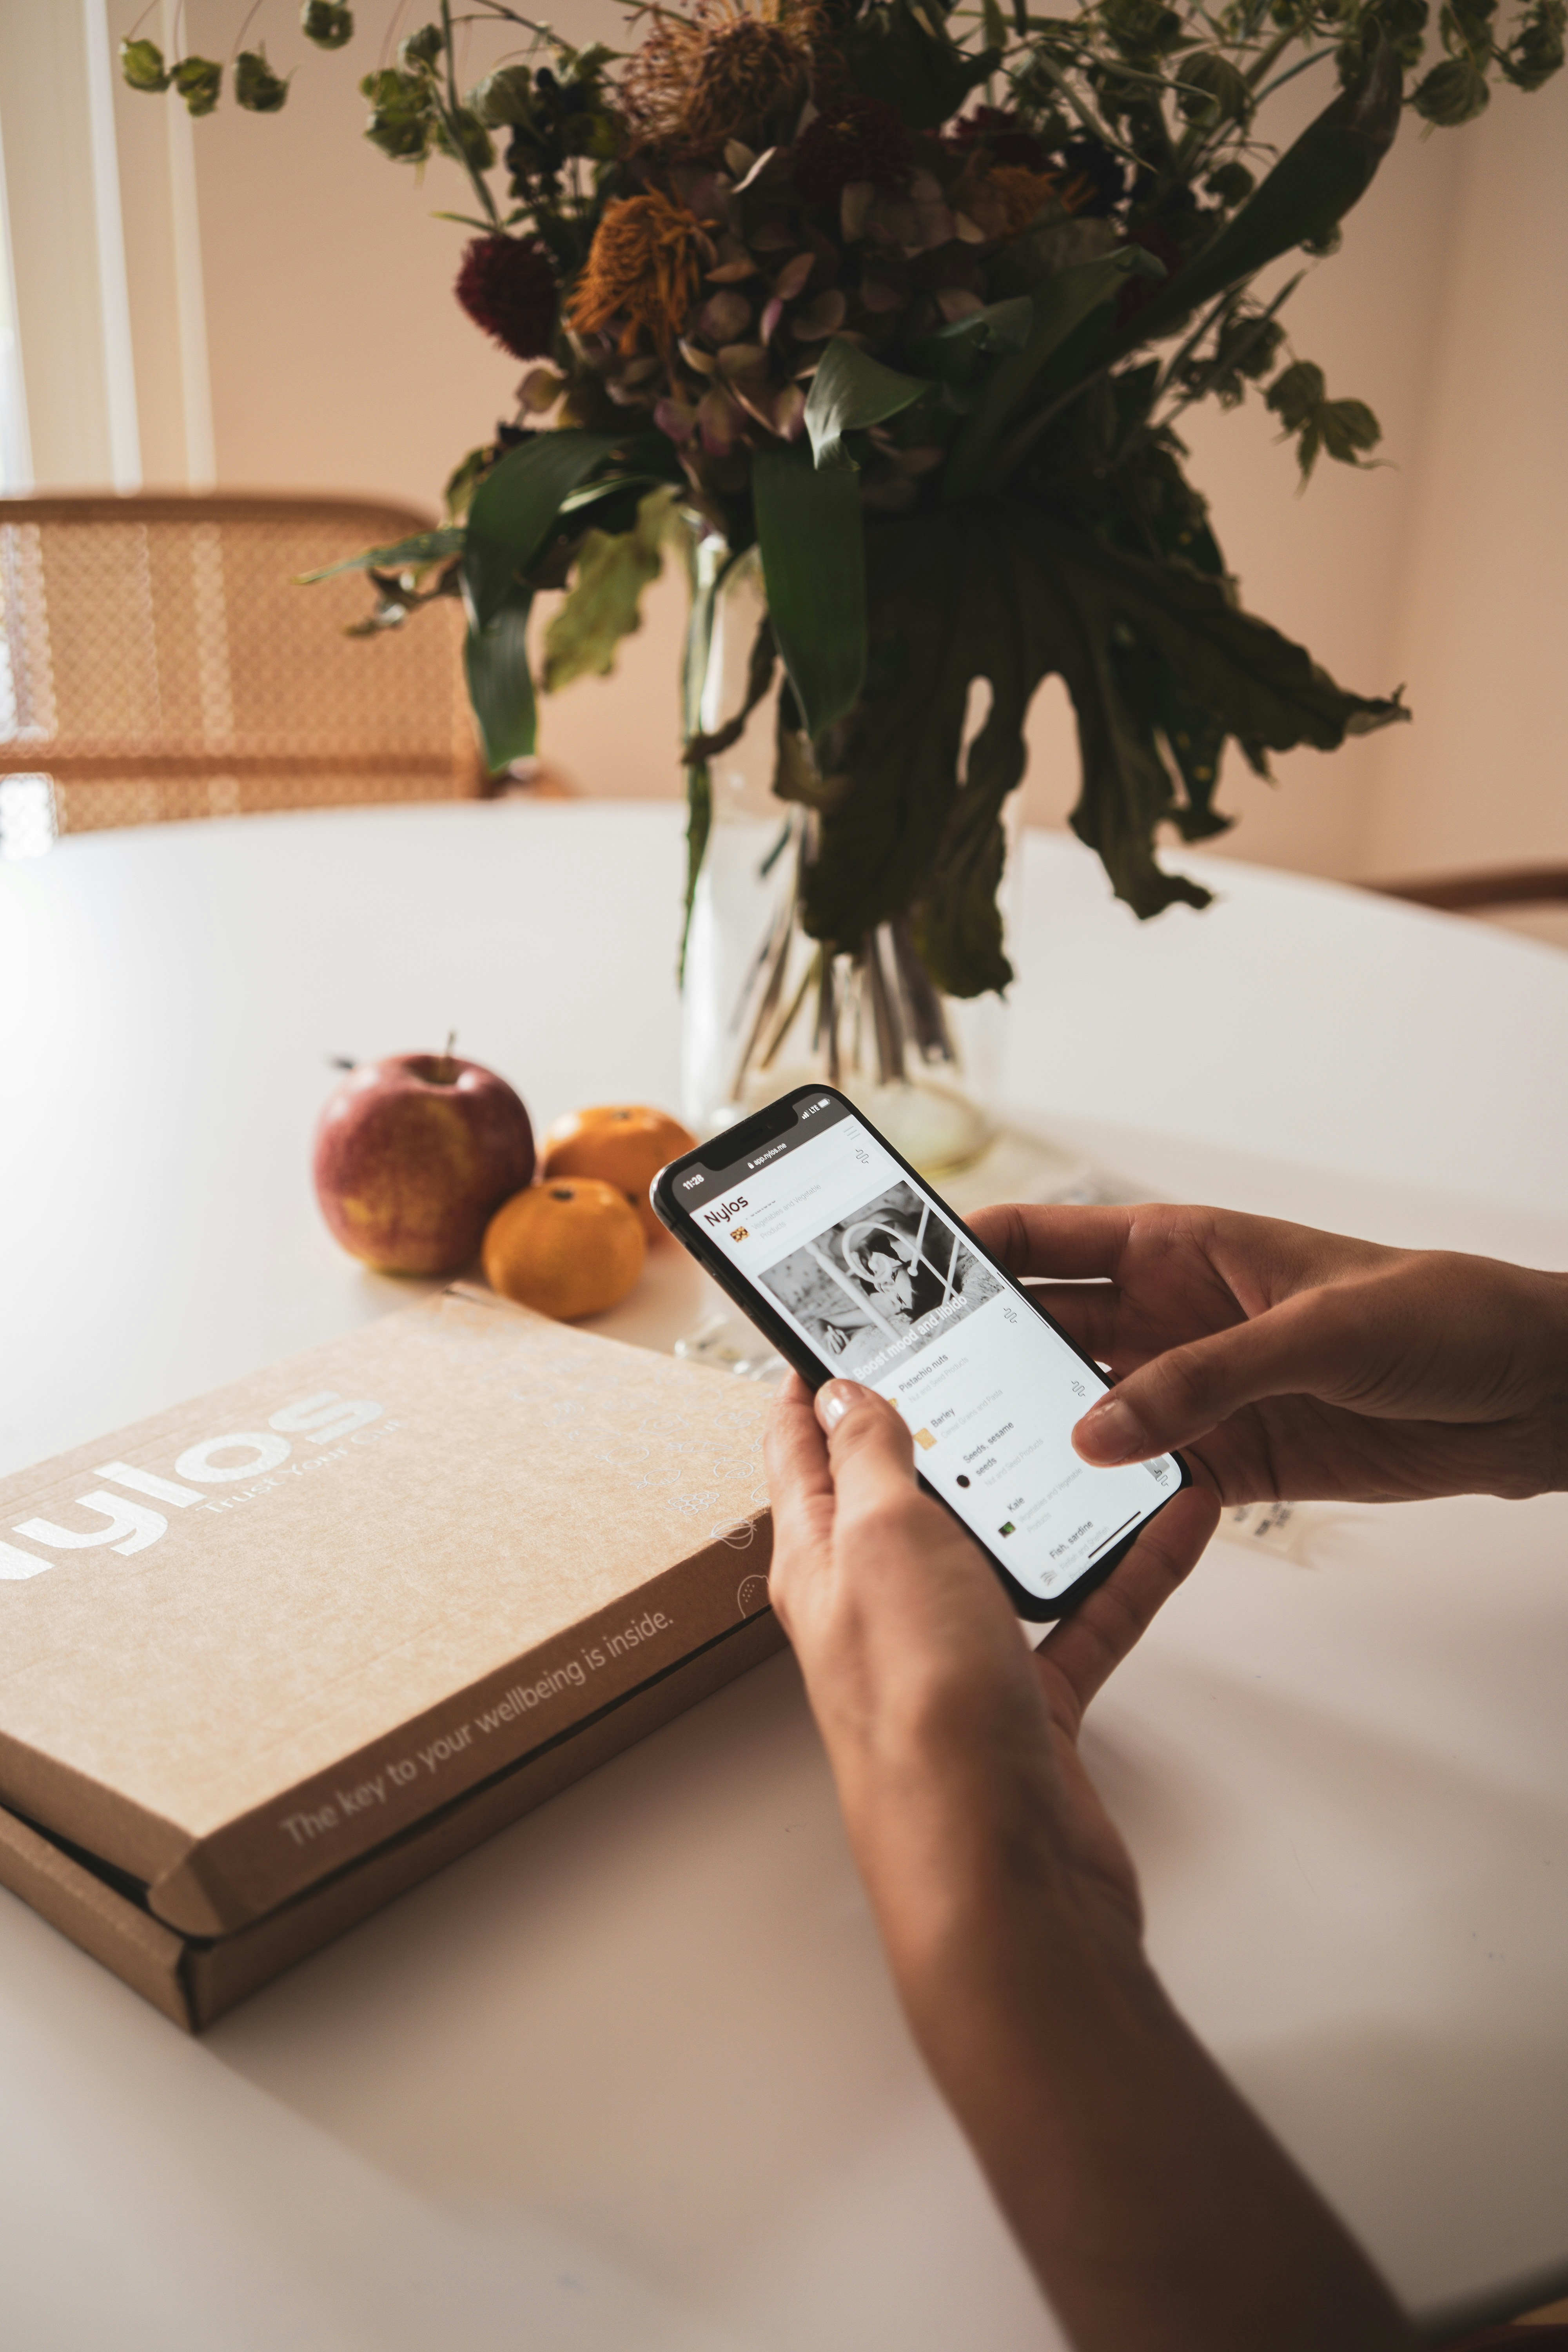 11:28
app.nylos.me
LTE
Nylos
Vegetables and Vegetable
Products
Boost mood and libido
Pistachio nuts
Nut and Seed Products
Barley
Cereal Grains and Pasta
Seeds, sesame
seeds
Nut and Seed Products
Kale
Vegetables and Vegetable
Products
Fish, sardine
ylos
Trust Your Gut
The key to your wellbeing is inside.